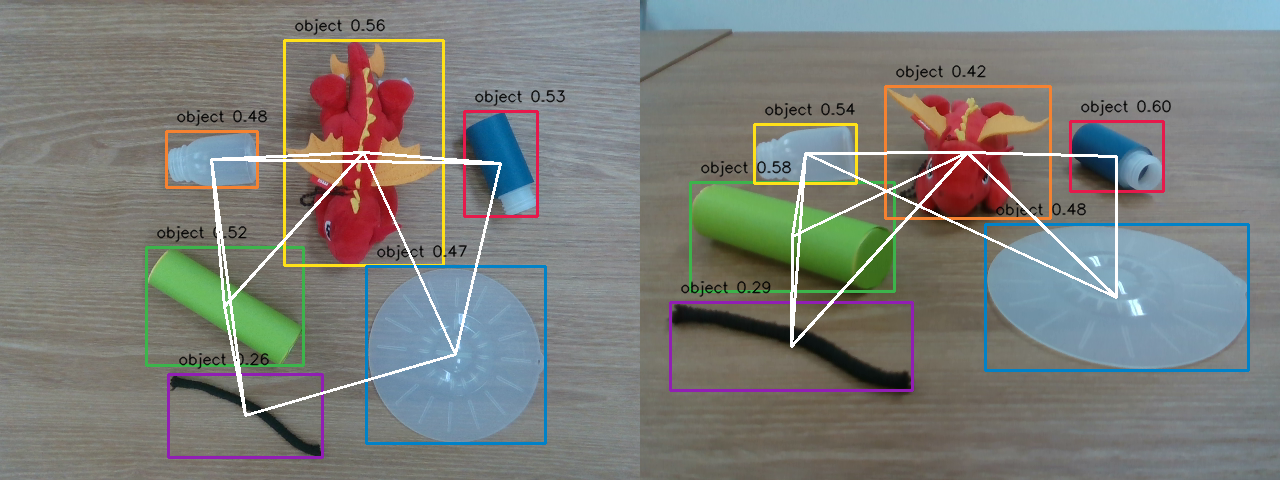 object 0.56
object 0.53
object 0.48
object 0.52
object 0.47
object 0.26
object 0.42
object 0.60
object 0.54
object 0.58
object 0.48
object 0.29